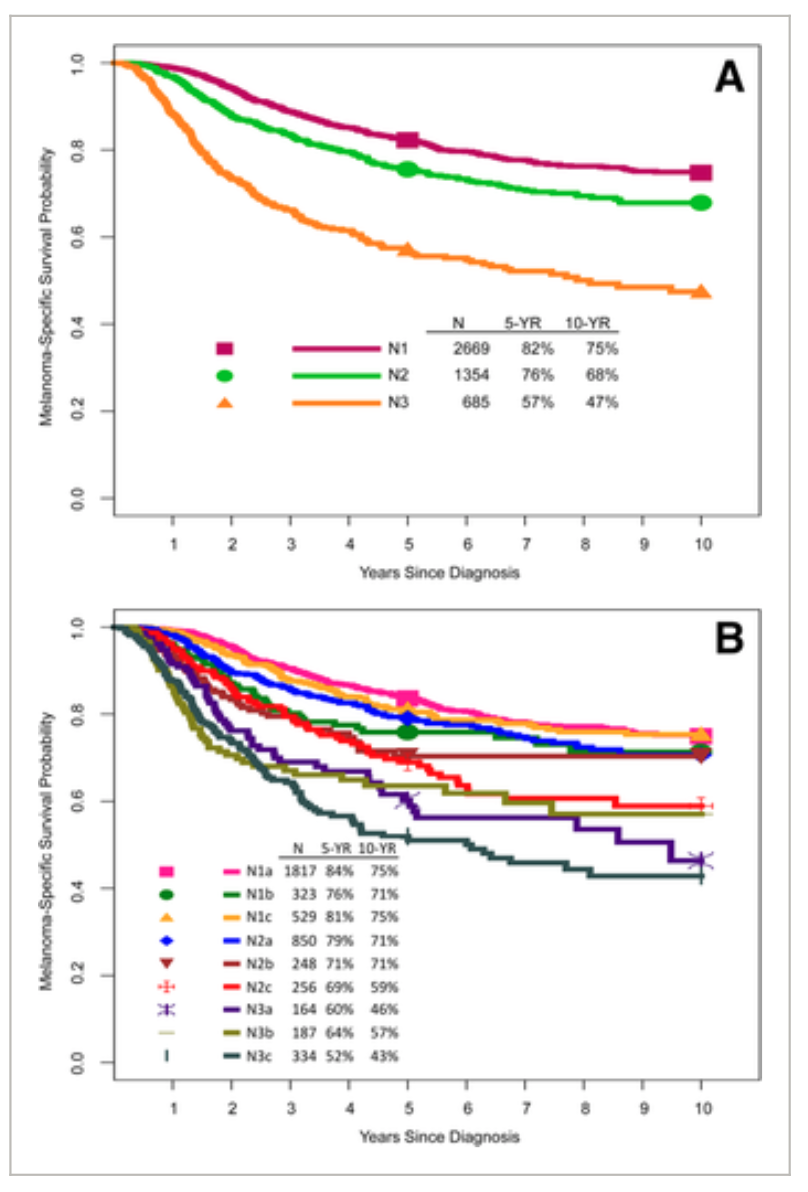 A
1.0
0.8
0.6
0.4
0.2
0.0
Melanoma-Specific Survival Probability
N 5-YR 10-YR
N1 2669 82% 75%
N2 1354 76% 68%
N3 685 57% 47%
1 2 3 4 5 6 7 8 9 10
Years Since Diagnosis
B
1.0
0.8
0.6
0.4
0.2
0.0
Melanoma-Specific Survival Probability
N 5-YR 10-YR
N1a 1817 84% 75%
N1b 323 76% 71%
N1c 529 81% 75%
N2a 850 79% 71%
N2b 248 71% 71%
N2c 256 69% 59%
N3a 164 60% 46%
N3b 187 64% 57%
N3c 334 52% 43%
1 2 3 4 5 6 7 8 9 10
Years Since Diagnosis